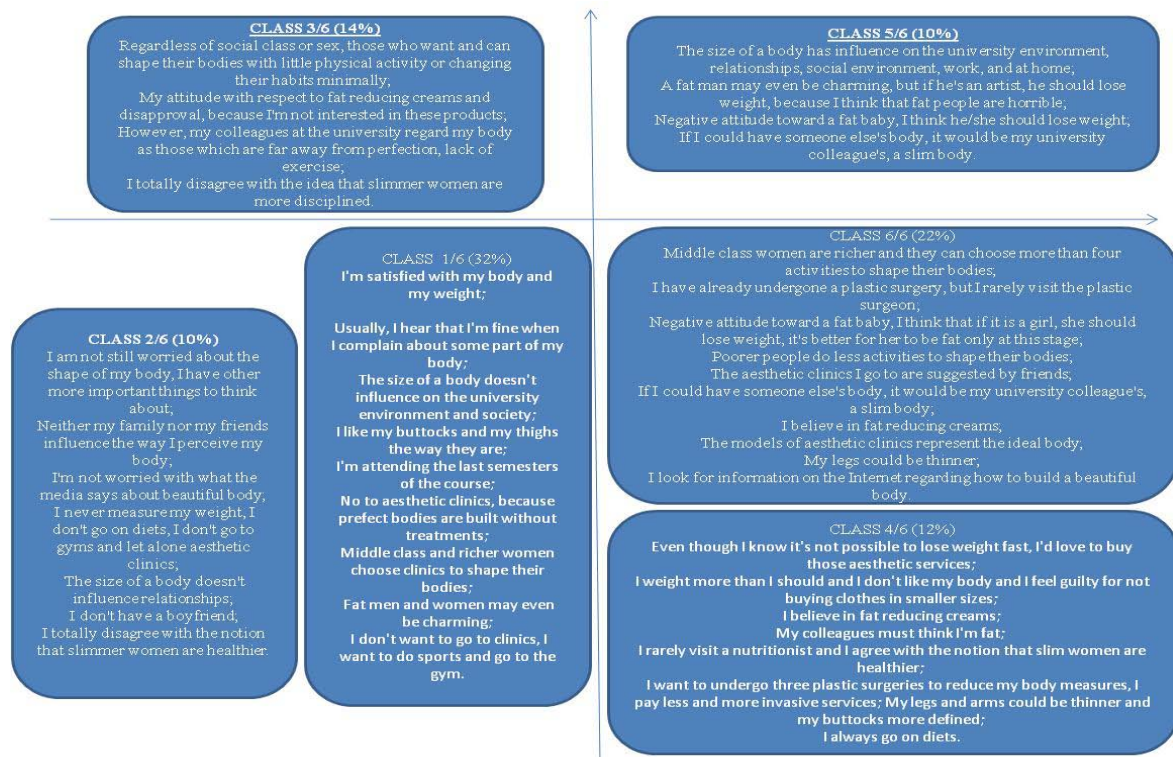 CLASS 3/6 (14%)
Regardless of social class or sex, those who want and can
shape their bodies with little physical activity or changing
their habits minimally;
My attitude with respect to fat reducing creams and
disapproval, because I'm not interested in these products;
However, my colleagues at the university regard my body
as those which are far away from perfection, lack of
exercise;
I totally disagree with the idea that slimmer women are
more disciplined.
CLASS 5/6 (10%)
The size of a body has influence on the university environment,
relationships, social environment, work, and at home;
A fat man may even be charming, but if he's an artist, he should lose
weight, because I think that fat people are horrible;
Negative attitude toward a fat baby, I think he/she should lose weight;
If I could have someone else's body, it would be my university
colleague's, a slim body.
CLASS 2/6 (10%)
I am not still worried about the
shape of my body, I have other
more important things to think
about;
Neither my family nor my friends
influence the way I perceive my
body;
I'm not worried with what the
media says about beautiful body;
I never measure my weight, I
don't go on diets, I don't go to
gyms and let alone aesthetic
clinics;
The size of a body doesn't
influence relationships;
I don't have a boyfriend;
I totally disagree with the notion
that slimmer women are healthier.
CLASS 1/6 (32%)
I'm satisfied with my body and
my weight;
Usually, I hear that I'm fine when
I complain about some part of my
body;
The size of a body doesn't
influence on the university
environment and society;
I like my buttocks and my thighs
the way they are;
I'm attending the last semesters
of the course;
No to aesthetic clinics, because
prefect bodies are built without
treatments;
Middle class and richer women
choose clinics to shape their
bodies;
Fat men and women may even
be charming;
I don't want to go to clinics, I
want to do sports and go to the
gym.
CLASS 6/6 (22%)
Middle class women are richer and they can choose more than four
activities to shape their bodies;
I have already undergone a plastic surgery, but I rarely visit the plastic
surgeon;
Negative attitude toward a fat baby, I think that if it is a girl, she should
lose weight, it's better for her to be fat only at this stage;
Poorer people do less activities to shape their bodies;
The aesthetic clinics I go to are suggested by friends;
If I could have someone else's body, it would be my university colleague's,
a slim body;
I believe in fat reducing creams;
The models of aesthetic clinics represent the ideal body;
My legs could be thinner;
I look for information on the Internet regarding how to build a beautiful
body.
CLASS 4/6 (12%)
Even though I know it's not possible to lose weight fast, I'd love to buy
those aesthetic services;
I weight more than I should and I don't like my body and I feel guilty for not
buying clothes in smaller sizes;
I believe in fat reducing creams;
My colleagues must think I'm fat;
I rarely visit a nutritionist and I agree with the notion that slim women are
healthier;
I want to undergo three plastic surgeries to reduce my body measures, I
pay less and more invasive services; My legs and arms could be thinner and
my buttocks more defined;
I always go on diets.